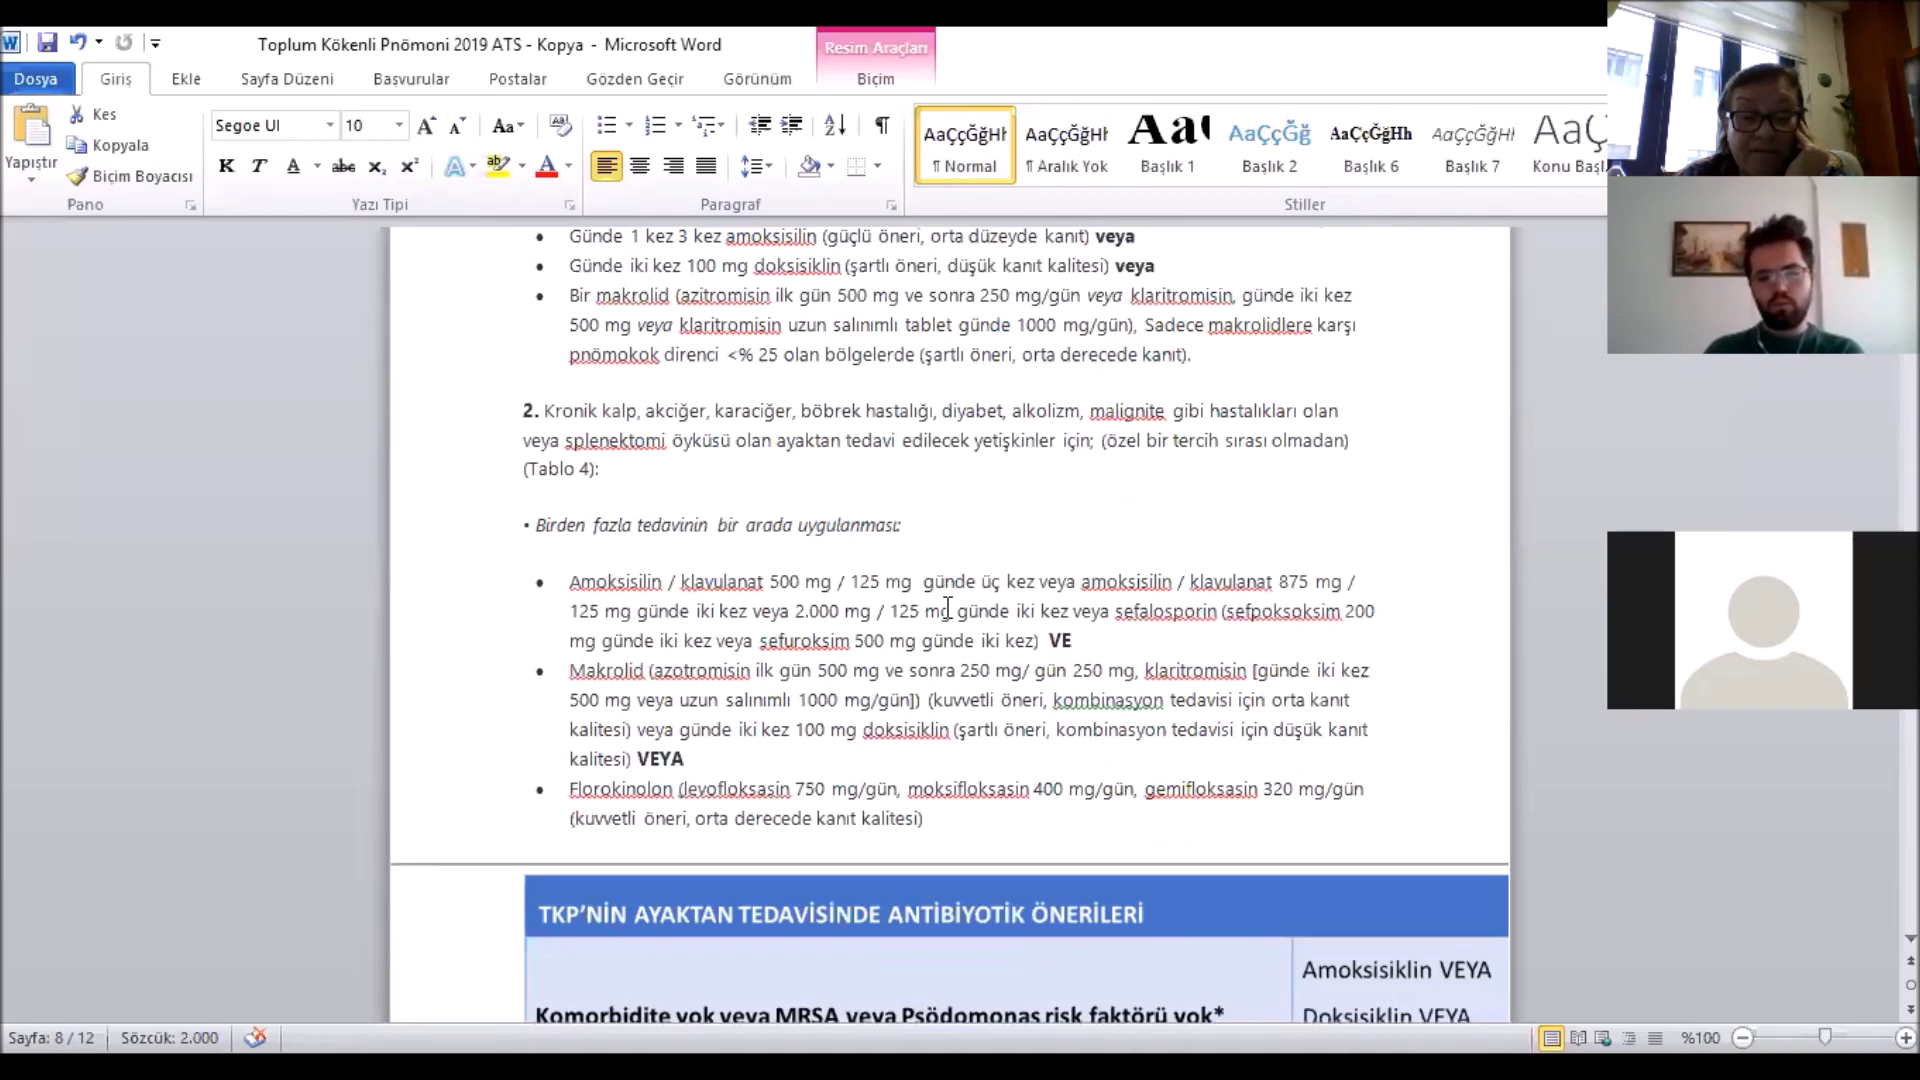 Toplum Kökenli Pnömoni 2019 ATS - Kopya - Microsoft Word
Resim Araçları
Dosya Giriş Ekle Sayfa Düzeni Başvurular Postalar Gözden Geçir Görünüm Biçim
Kes
Kopyala
Biçim Boyacısı
Yapıştır
Segoe UI 10
AaÇçĞğHł AaÇçĞğHł AaÇ AaÇçĞğ AaÇçĞğHh AaÇçĞğHl AaÇ
¶ Normal ¶ Aralık Yok Başlık 1 Başlık 2 Başlık 6 Başlık 7 Konu Başl
Pano Yazı Tipi Paragraf Stiller
• Günde 1 kez 3 kez amoksisilin (güçlü öneri, orta düzeyde kanıt) veya
• Günde iki kez 100 mg doksisiklin (şartlı öneri, düşük kanıt kalitesi) veya
• Bir makrolid (azitromisin ilk gün 500 mg ve sonra 250 mg/gün veya klaritromisin, günde iki kez
500 mg veya klaritromisin uzun salınımlı tablet günde 1000 mg/gün), Sadece makrolidlere karşı
pnömokok direnci <% 25 olan bölgelerde (şartlı öneri, orta derecede kanıt).
2. Kronik kalp, akciğer, karaciğer, böbrek hastalığı, diyabet, alkolizm, malignite gibi hastalıkları olan
veya splenektomi öyküsü olan ayaktan tedavi edilecek yetişkinler için; (özel bir tercih sırası olmadan)
(Tablo 4):
• Birden fazla tedavinin bir arada uygulanması:
• Amoksisilin / klavulanat 500 mg / 125 mg günde üç kez veya amoksisilin / klavulanat 875 mg /
125 mg günde iki kez veya 2.000 mg / 125 mg günde iki kez veya sefalosporin (sefpoksoksim 200
mg günde iki kez veya sefuroksim 500 mg günde iki kez) VE
• Makrolid (azotromisin ilk gün 500 mg ve sonra 250 mg/ gün 250 mg, klaritromisin [günde iki kez
500 mg veya uzun salınımlı 1000 mg/gün]) (kuvvetli öneri, kombinasyon tedavisi için orta kanıt
kalitesi) veya günde iki kez 100 mg doksisiklin (şartlı öneri, kombinasyon tedavisi için düşük kanıt
kalitesi) VEYA
• Florokinolon (levofloksasin 750 mg/gün, moksifloksasin 400 mg/gün, gemifloksasin 320 mg/gün
(kuvvetli öneri, orta derecede kanıt kalitesi)
TKP'NİN AYAKTAN TEDAVİSİNDE ANTİBİYOTİK ÖNERİLERİ
Amoksisiklin VEYA
Komorbidite yok veya MRSA veya Psödomonas risk faktörü yok* Doksisiklin VEYA
Sayfa: 8 / 12 Sözcük: 2.000 %100